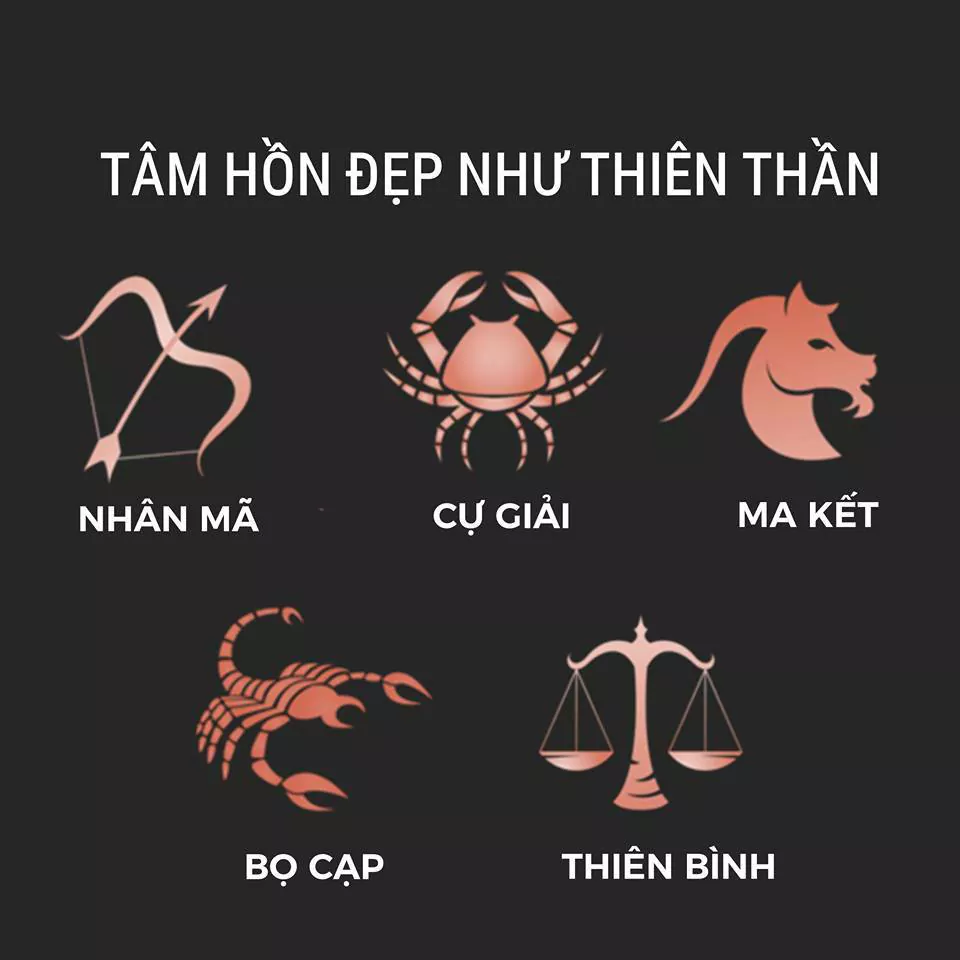 TÂM HỒN ĐẸP NHƯ THIÊN THẦN
NHÂN MÃ
CỰ GIẢI
MA KẾT
BỌ CẠP
THIÊN BÌNH